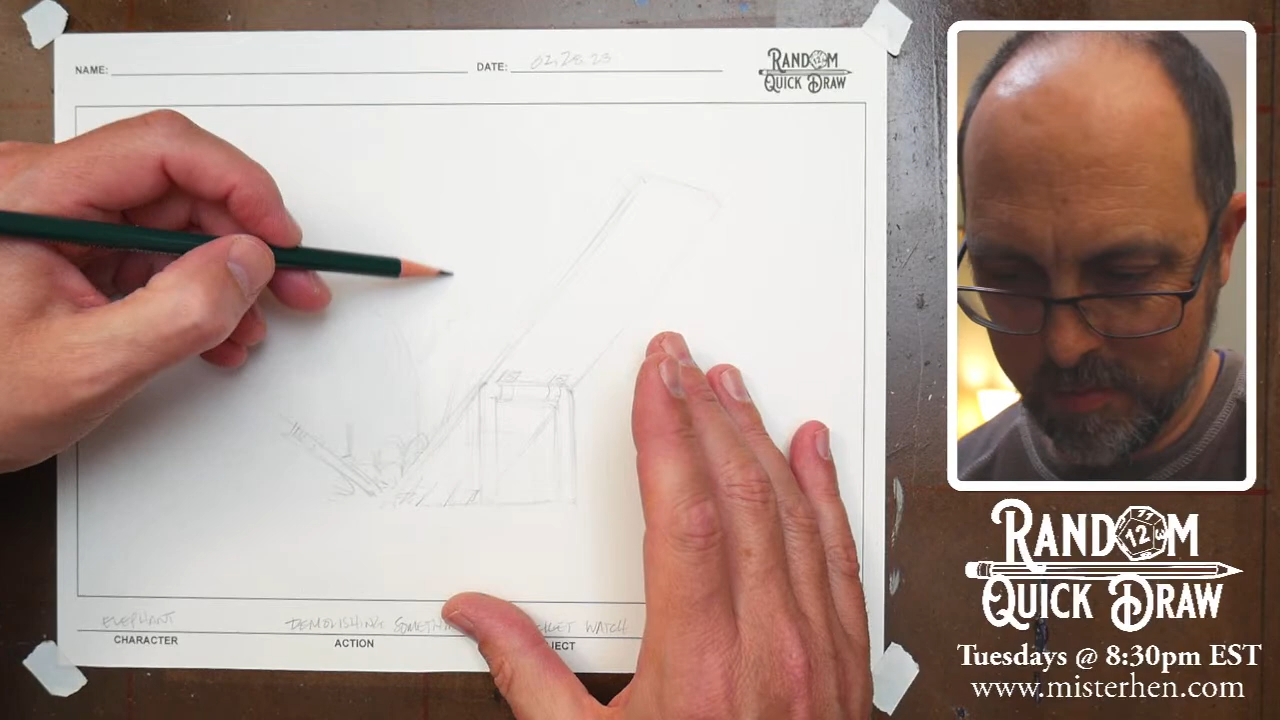 NAME:
DATE: 02.28.23
RANDOM
QUICK DRAW
ELEPHANT
DEMOLISHING WATCH
CHARACTER
ACTION
RANDOM
11
12
QUICK DRAW
Tuesdays @ 8:30pm EST
www.misterhen.com